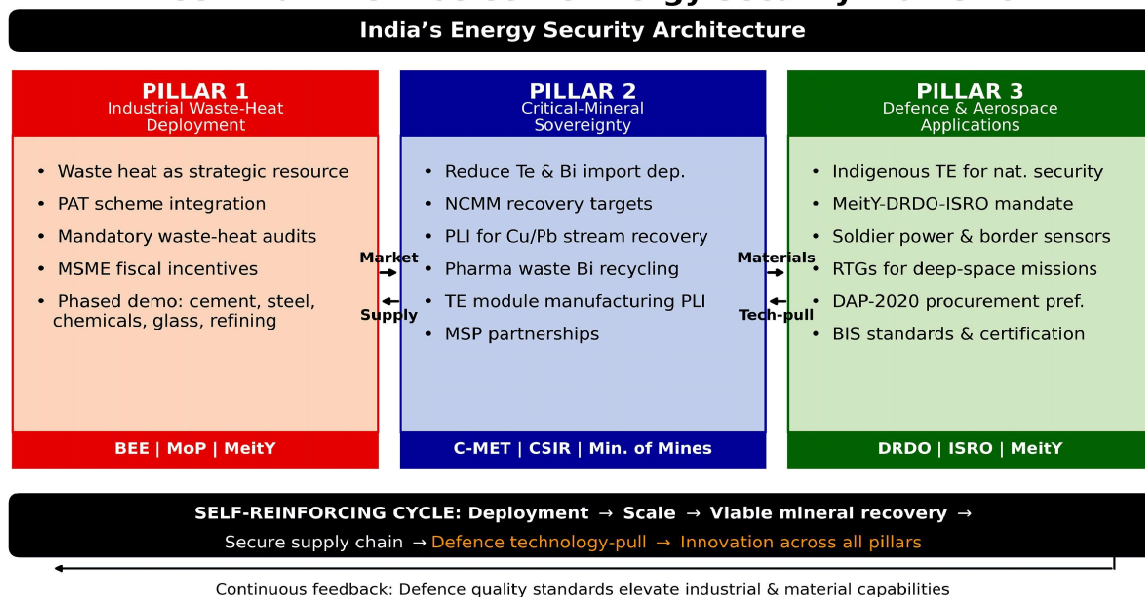 India’s Energy Security Architecture
PILLAR 1
Industrial Waste-Heat
Deployment
• Waste heat as strategic resource
• PAT scheme integration
• Mandatory waste-heat audits
• MSME fiscal incentives
• Phased demo: cement, steel,
chemicals, glass, refining
BEE | MoP | MeitY
Market
Supply
PILLAR 2
Critical-Mineral
Sovereignty
• Reduce Te & Bi import dep.
• NCMM recovery targets
• PLI for Cu/Pb stream recovery
• Pharma waste Bi recycling
• TE module manufacturing PLI
• MSP partnerships
C-MET | CSIR | Min. of Mines
Materials
Tech-pull
PILLAR 3
Defence & Aerospace
Applications
• Indigenous TE for nat. security
• MeitY-DRDO-ISRO mandate
• Soldier power & border sensors
• RTGs for deep-space missions
• DAP-2020 procurement pref.
• BIS standards & certification
DRDO | ISRO | MeitY
SELF-REINFORCING CYCLE: Deployment → Scale → Viable mineral recovery →
Secure supply chain → Defence technology-pull → Innovation across all pillars
Continuous feedback: Defence quality standards elevate industrial & material capabilities